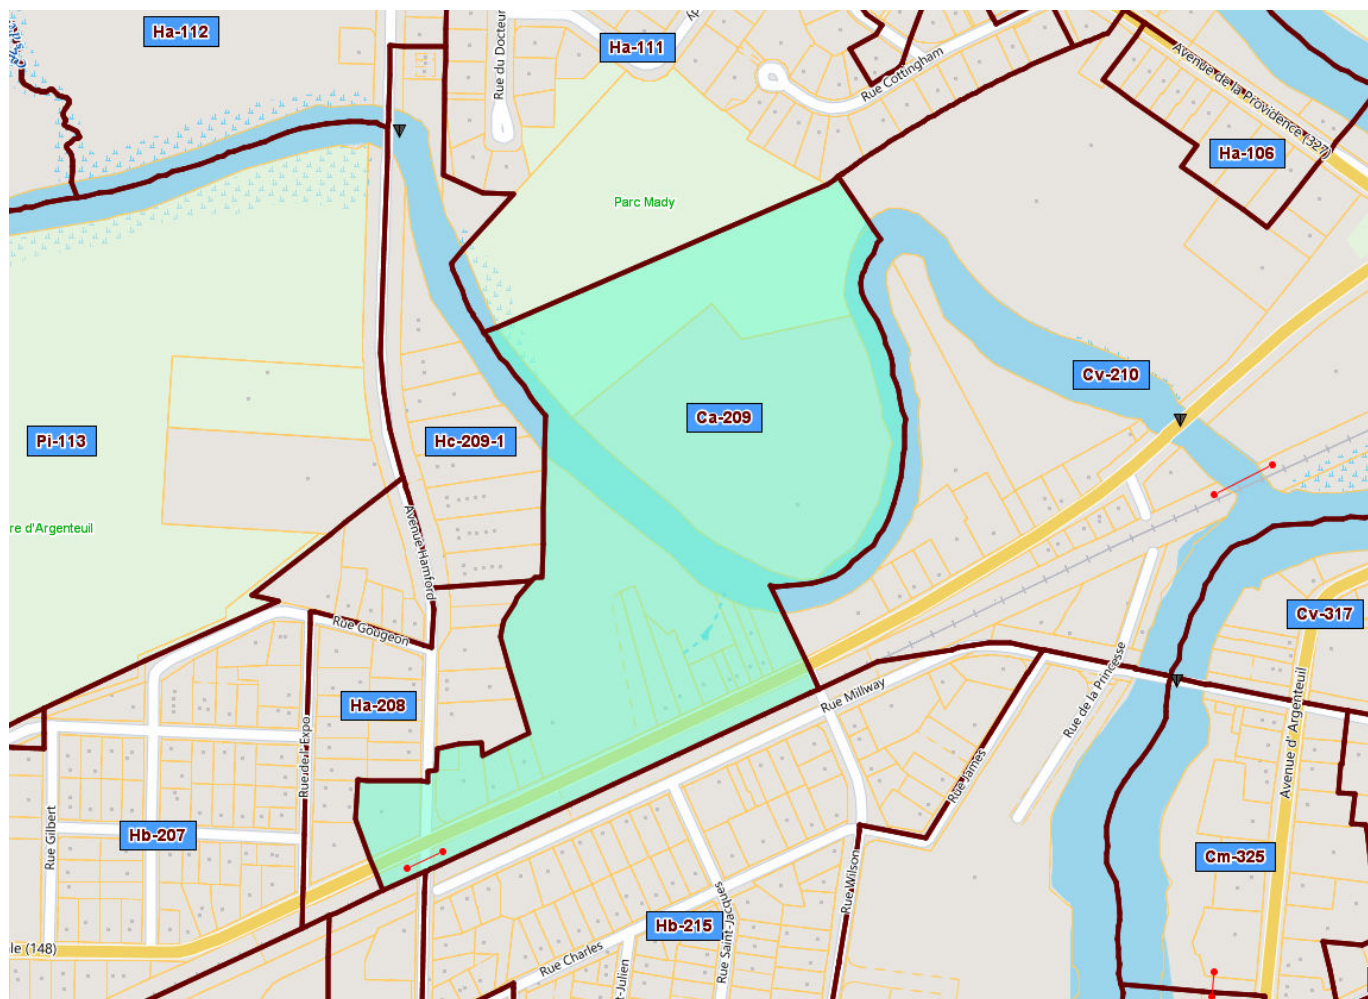 Ha-112
Ha-111
Rue du Docteur
dy
Rue Cottingham
Avenue de la Providence (327)
Ha-106
Parc Mady
Cv-210
Ca-209
Pi-113
Hc-209-1
re d'Argenteuil
Avenue Hamford
Rue Gougeon
Cv-317
Ha-208
Rue Millway
Rue de la Princesse
Avenue d' Argenteuil
Rue de l'Expo
Rue James
Hb-207
Rue Gilbert
Cm-325
Rue Wilson
Hb-215
Rue Saint-Jacques
le (148)
Rue Charles
t-Julien